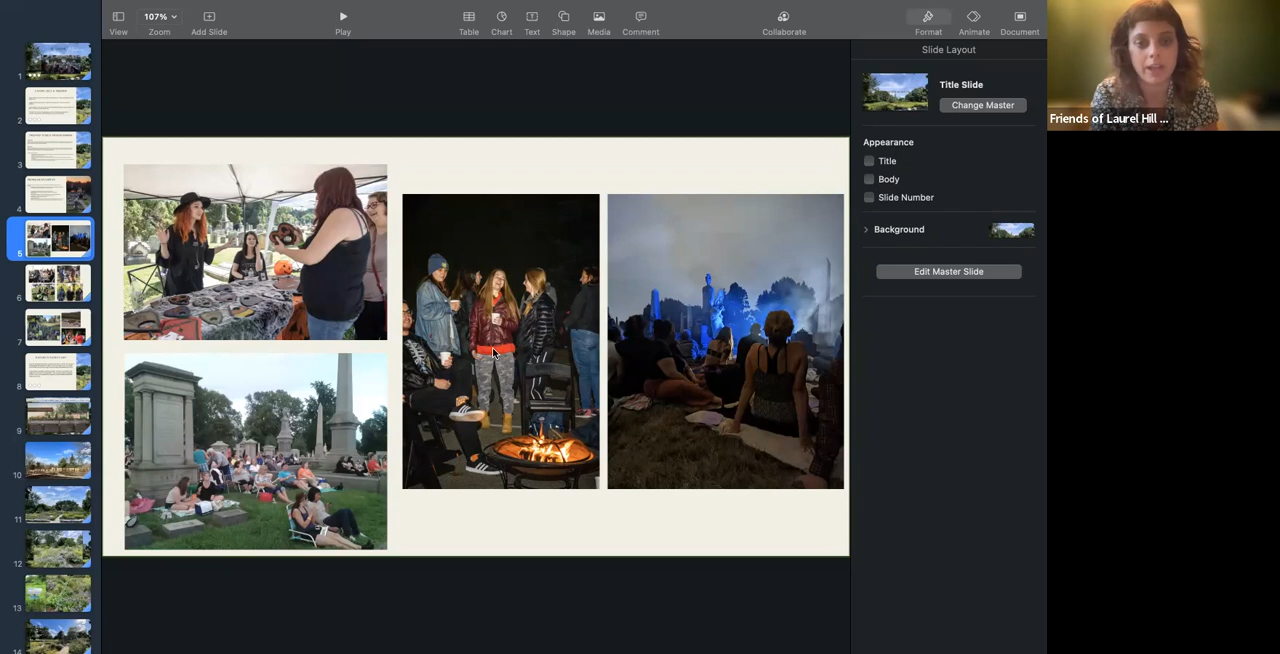 107%
View
Zoom
Add Slide
Play
Table
Chart
Text
Shape
Media
Comment
Collaborate
Format
Animate
Document
Slide Layout
Title Slide
Change Master
Appearance
Title
Body
Slide Number
Background
Edit Master Slide
Friends of Laurel Hill ...
1
2
3
4
5
6
7
8
9
10
11
12
13
14